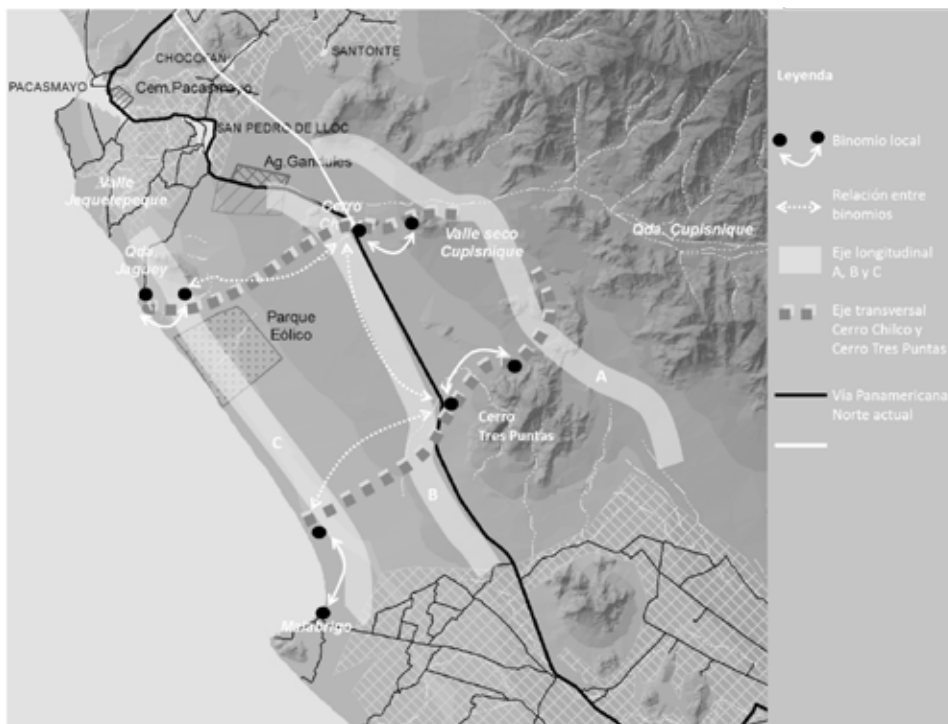 SANTONTE
CHOCOFAN
PACASMAYO
Cem.Pacasmayo
SAN PEDRO DE LLOC
Ag.Gandules
Valle
Jequetepeque
Cerro
Valle seco
Cupisnique
Qda. Cupisnique
Qda.
Jaguey
Parque
Eólico
A
Cerro
Tres Puntas
C
B
Malabrigo
Leyenda
Binomio local
Relación entre
binomios
Eje longitudinal
A, B y C
Eje transversal
Cerro Chilco y
Cerro Tres Puntas
Vía Panamericana
Norte actual